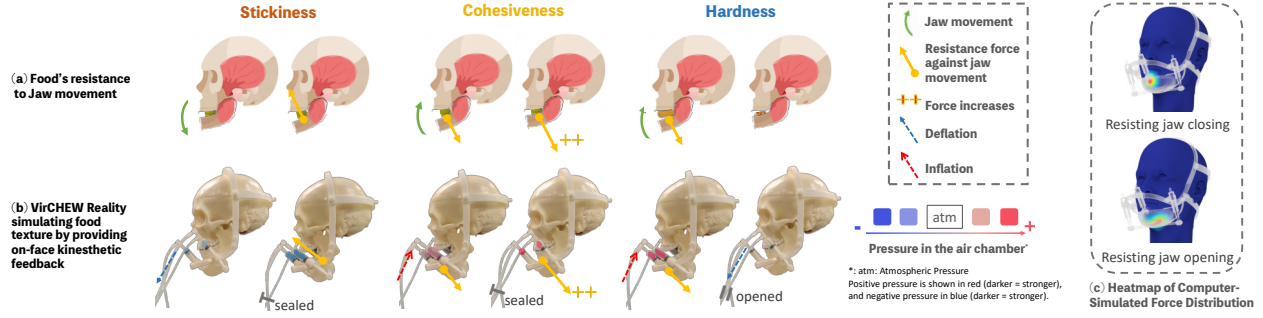 Stickiness
Cohesiveness
Hardness
(a) Food's resistance
to Jaw movement
++
(b) VirCHEW Reality
simulating food
texture by providing
on-face kinesthetic
feedback
sealed
sealed
++
opened
Jaw movement
Resistance force
against jaw
movement
++
Force increases
Deflation
Inflation
- atm +
Pressure in the air chamber*
*: atm: Atmospheric Pressure
Positive pressure is shown in red (darker = stronger),
and negative pressure in blue (darker = stronger).
Resisting jaw closing
Resisting jaw opening
(c) Heatmap of Computer-
Simulated Force Distribution